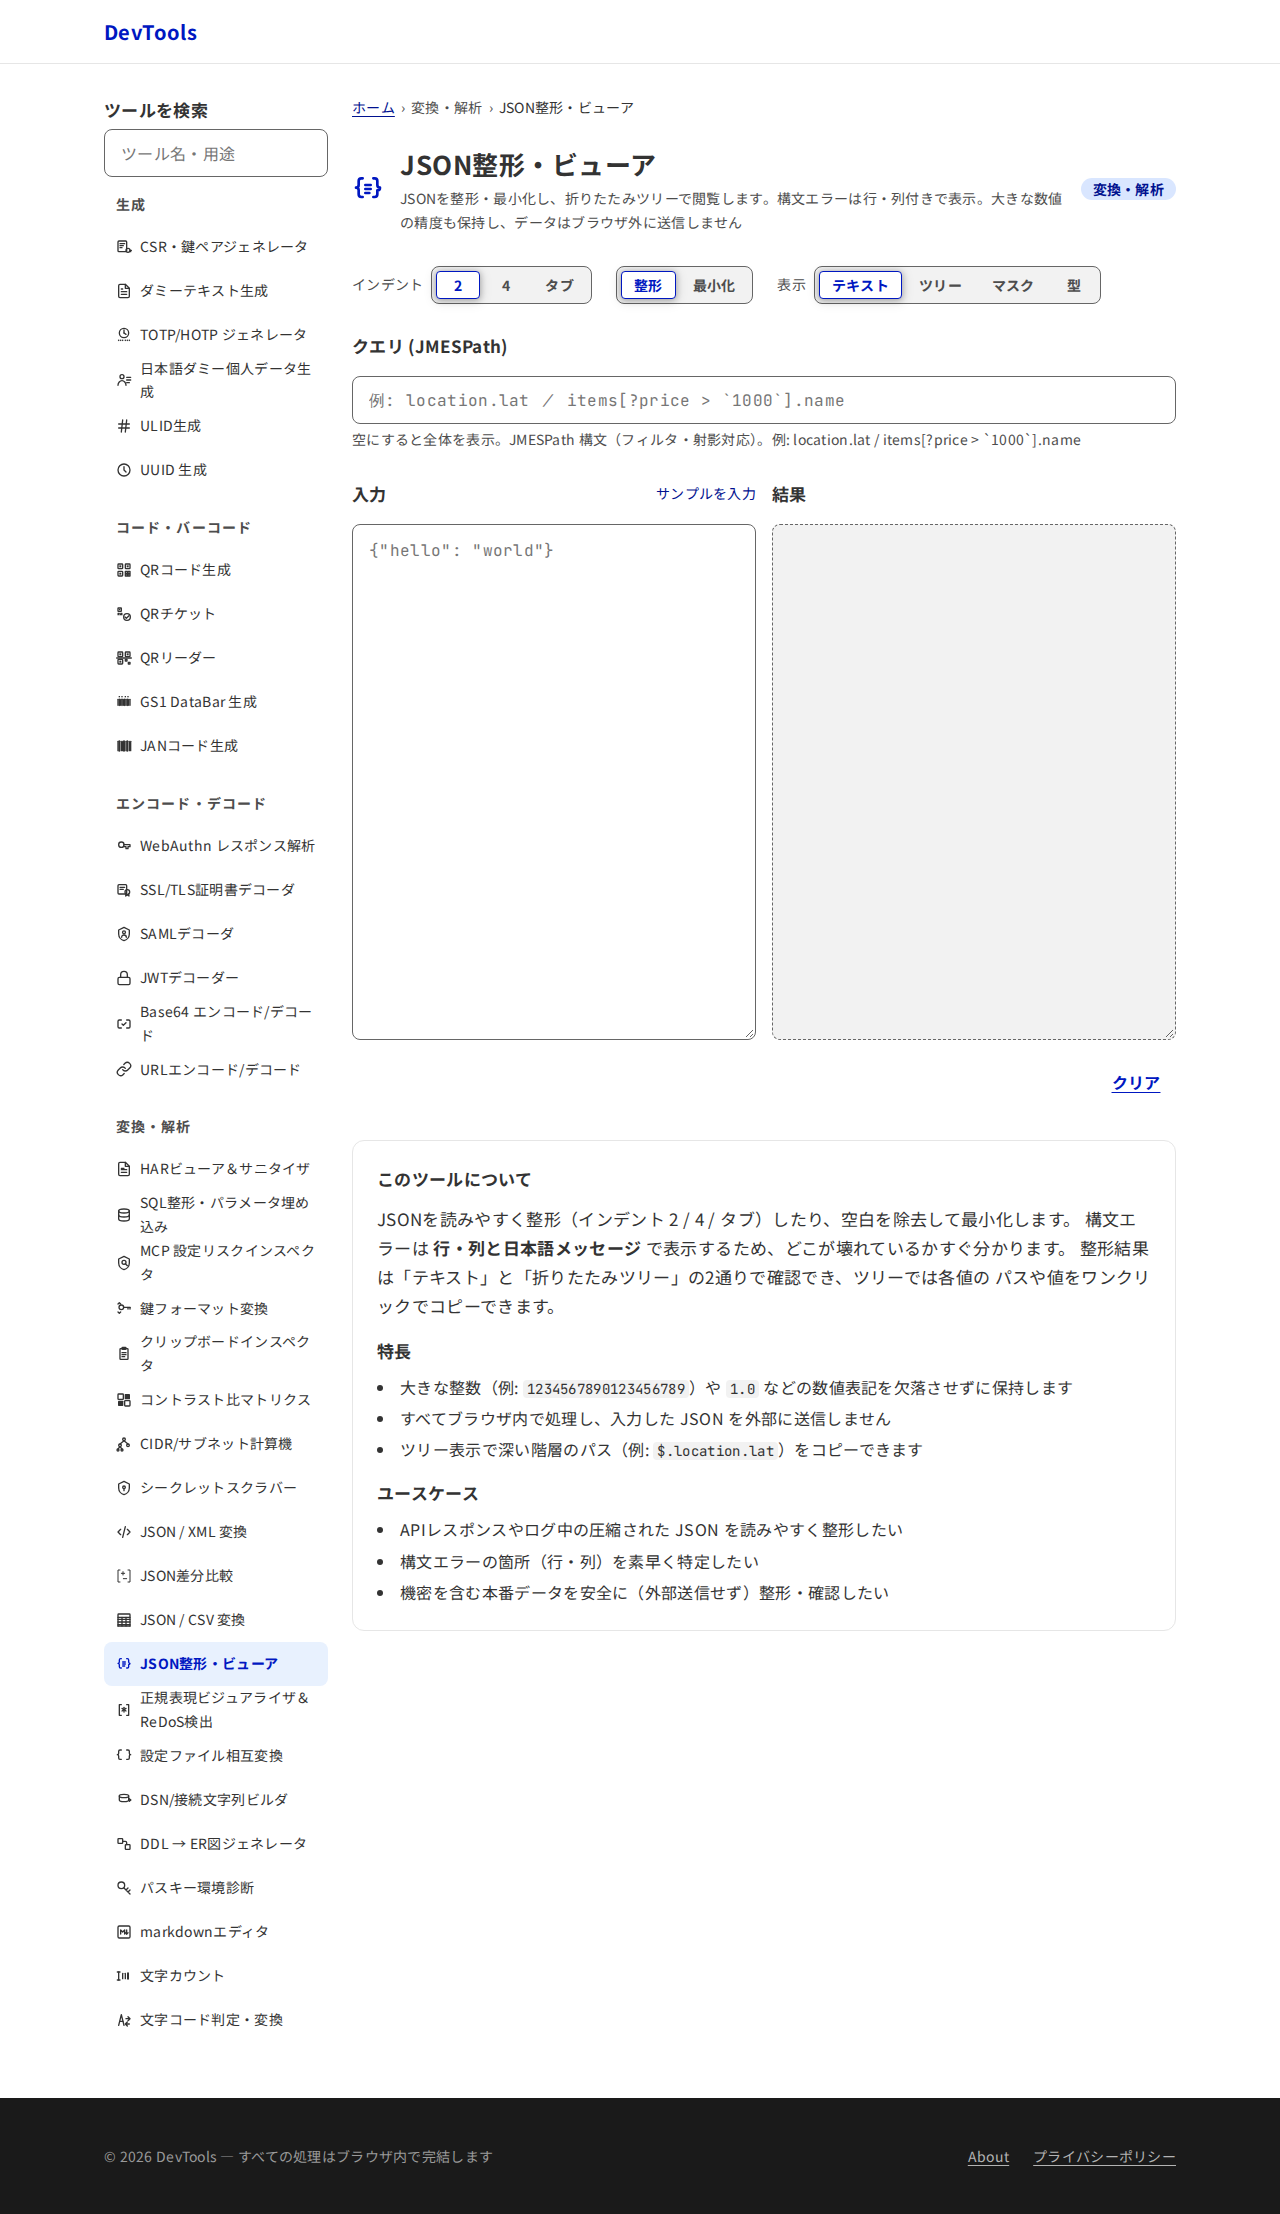 DevTools
ツールを検索
ツール名・用途
生成
CSR・鍵ペアジェネレータ
ダミーテキスト生成
TOTP/HOTP ジェネレータ
日本語ダミー個人データ生
成
ULID生成
UUID 生成
コード・バーコード
QRコード生成
QRチケット
QRリーダー
GS1 DataBar 生成
JANコード生成
エンコード・デコード
WebAuthn レスポンス解析
SSL/TLS証明書デコーダ
SAMLデコーダ
JWTデコーダー
Base64 エンコード/デコー
ド
URLエンコード/デコード
変換・解析
HARビューア＆サニタイザ
SQL整形・パラメータ埋め
込み
MCP 設定リスクインスペク
タ
鍵フォーマット変換
クリップボードインスペク
タ
コントラスト比マトリクス
CIDR/サブネット計算機
シークレットスクラバー
JSON / XML 変換
JSON差分比較
JSON / CSV 変換
JSON整形・ビューア
正規表現ビジュアライザ＆
ReDoS検出
設定ファイル相互変換
DSN/接続文字列ビルダ
DDL → ER図ジェネレータ
パスキー環境診断
markdownエディタ
文字カウント
文字コード判定・変換
ホーム › 変換・解析 › JSON整形・ビューア
JSON整形・ビューア
JSONを整形・最小化し、折りたたみツリーで閲覧できます。構文エラーは行・列付きで表示。大きな数値
の精度も保持し、データはブラウザ外に送信しません
変換・解析
インデント 2 4 タブ 整形 最小化 表示 テキスト ツリー マスク 型
クエリ (JMESPath)
例: location.lat / items[?price > `1000`].name
空にすると全体を表示。JMESPath 構文（フィルタ・射影対応）。例: location.lat / items[?price > `1000`].name
入力 サンプルを入力 結果
{"hello": "world"}
クリア
このツールについて
JSONを読みやすく整形（インデント 2 / 4 / タブ）したり、空白を除去して最小化します。 構文エ
ラーは 行・列と日本語メッセージ で表示するため、どこが壊れているかすぐ分かります。 整形結果
は「テキスト」と「折りたたみツリー」の2通りで確認でき、ツリーでは各値の パスや値をワンクリ
ックでコピーできます。
特長
大きな整数（例: 1234567890123456789）や 1.0 などの数値表記を欠落させずに保持します
すべてブラウザ内で処理し、入力した JSON を外部に送信しません
ツリー表示で深い階層のパス（例: $.location.lat）をコピーできます
ユースケース
APIレスポンスやログ中の圧縮された JSON を読みやすく整形したい
構文エラーの箇所（行・列）を素早く特定したい
機密を含む本番データを安全に（外部送信せず）整形・確認したい
© 2026 DevTools — すべての処理はブラウザ内で完結します
About プライバシーポリシー